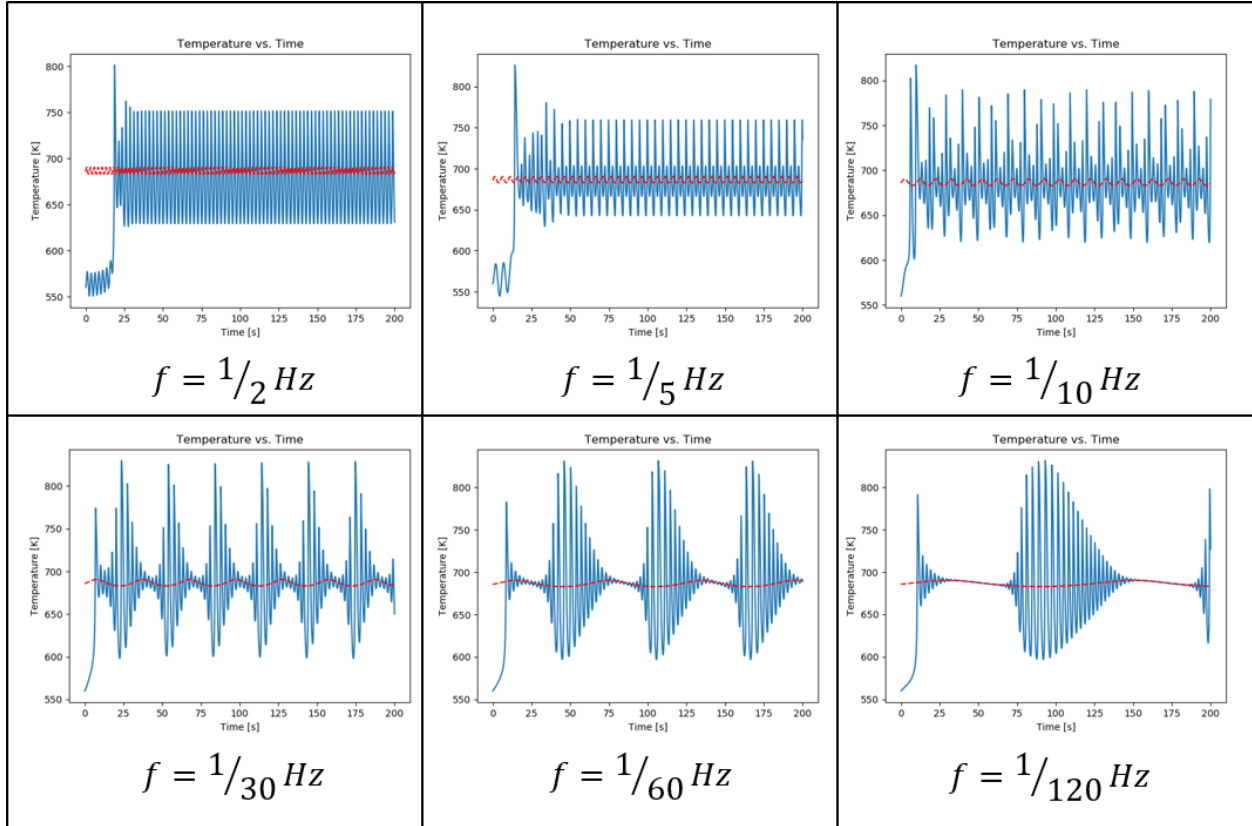 Temperature vs. Time
Temperature [K]
800
750
700
650
600
550
0 25 50 75 100 125 150 175 200
Time [s]
f = 1/2 Hz
Temperature vs. Time
Temperature [K]
800
750
700
650
600
550
0 25 50 75 100 125 150 175 200
Time [s]
f = 1/5 Hz
Temperature vs. Time
Temperature [K]
800
750
700
650
600
550
0 25 50 75 100 125 150 175 200
Time [s]
f = 1/10 Hz
Temperature vs. Time
Temperature [K]
800
750
700
650
600
550
0 25 50 75 100 125 150 175 200
Time [s]
f = 1/30 Hz
Temperature vs. Time
Temperature [K]
800
750
700
650
600
550
0 25 50 75 100 125 150 175 200
Time [s]
f = 1/60 Hz
Temperature vs. Time
Temperature [K]
800
750
700
650
600
550
0 25 50 75 100 125 150 175 200
Time [s]
f = 1/120 Hz